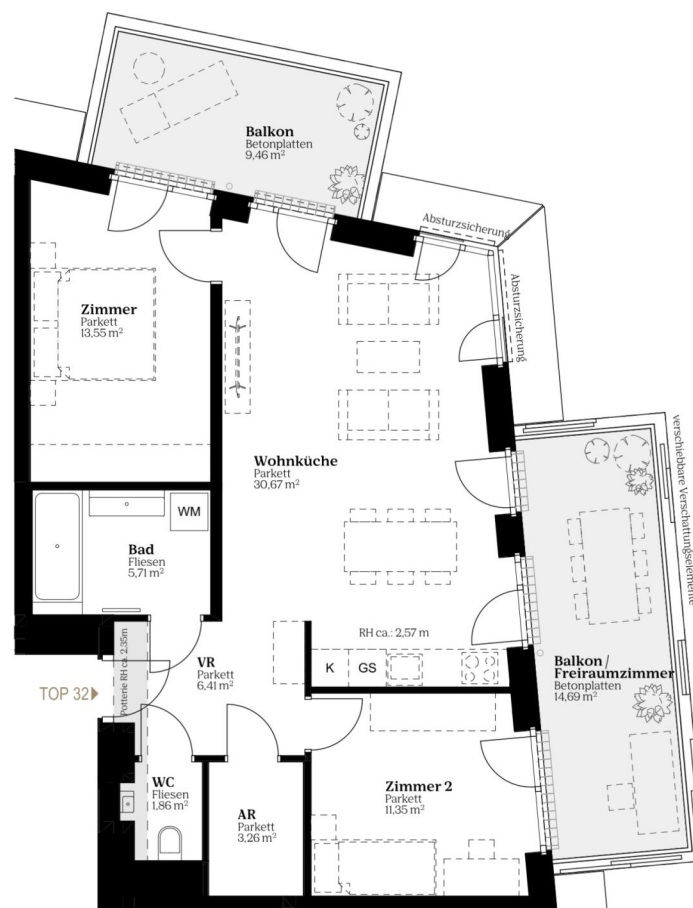 Balkon
Betonplatten
9,46 m²
Absturzsicherung
Absturzsicherung
Zimmer
Parkett
13,55 m²
Wohnküche
Parkett
30,67 m²
verschiebbare Verschattungselemente
WM
Bad
Fliesen
5,71 m²
RH ca.: 2,57 m
K
GS
Potterie RH ca. 2.35m
VR
Parkett
6,41 m²
TOP 32
Balkon/
Freiraumzimmer
Betonplatten
14,69 m²
WC
Fliesen
1,86 m²
AR
Parkett
3,26 m²
Zimmer 2
Parkett
11,35 m²